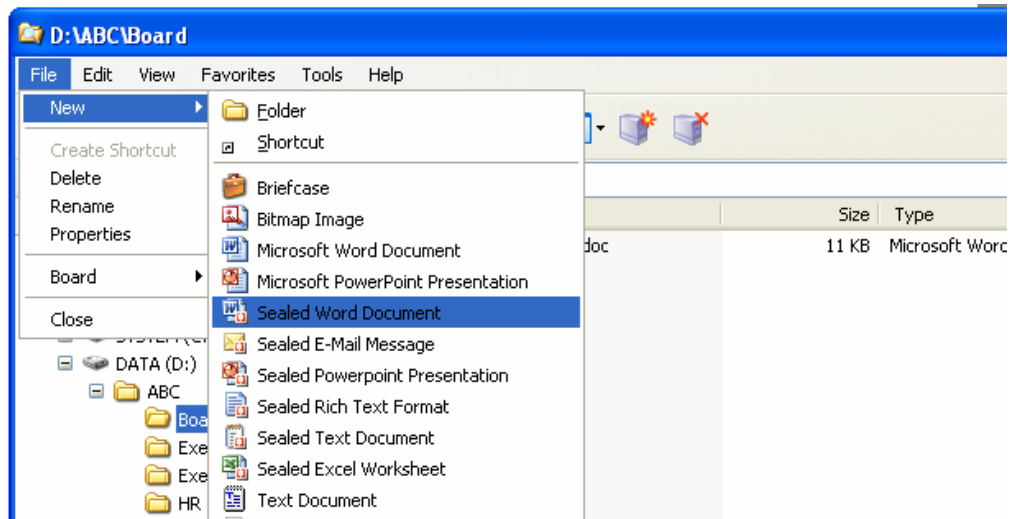 D:\ABC\Board
File Edit View Favorites Tools Help
New
Create Shortcut
Delete
Rename
Properties
Board
Close
Folder
Shortcut
Briefcase
Bitmap Image
Microsoft Word Document
Microsoft PowerPoint Presentation
Sealed Word Document
Sealed E-Mail Message
Sealed Powerpoint Presentation
Sealed Rich Text Format
Sealed Text Document
Sealed Excel Worksheet
Text Document
Size Type
doc 11 KB Microsoft Word
DATA (D:)
ABC
Boa
Exe
Exe
HR